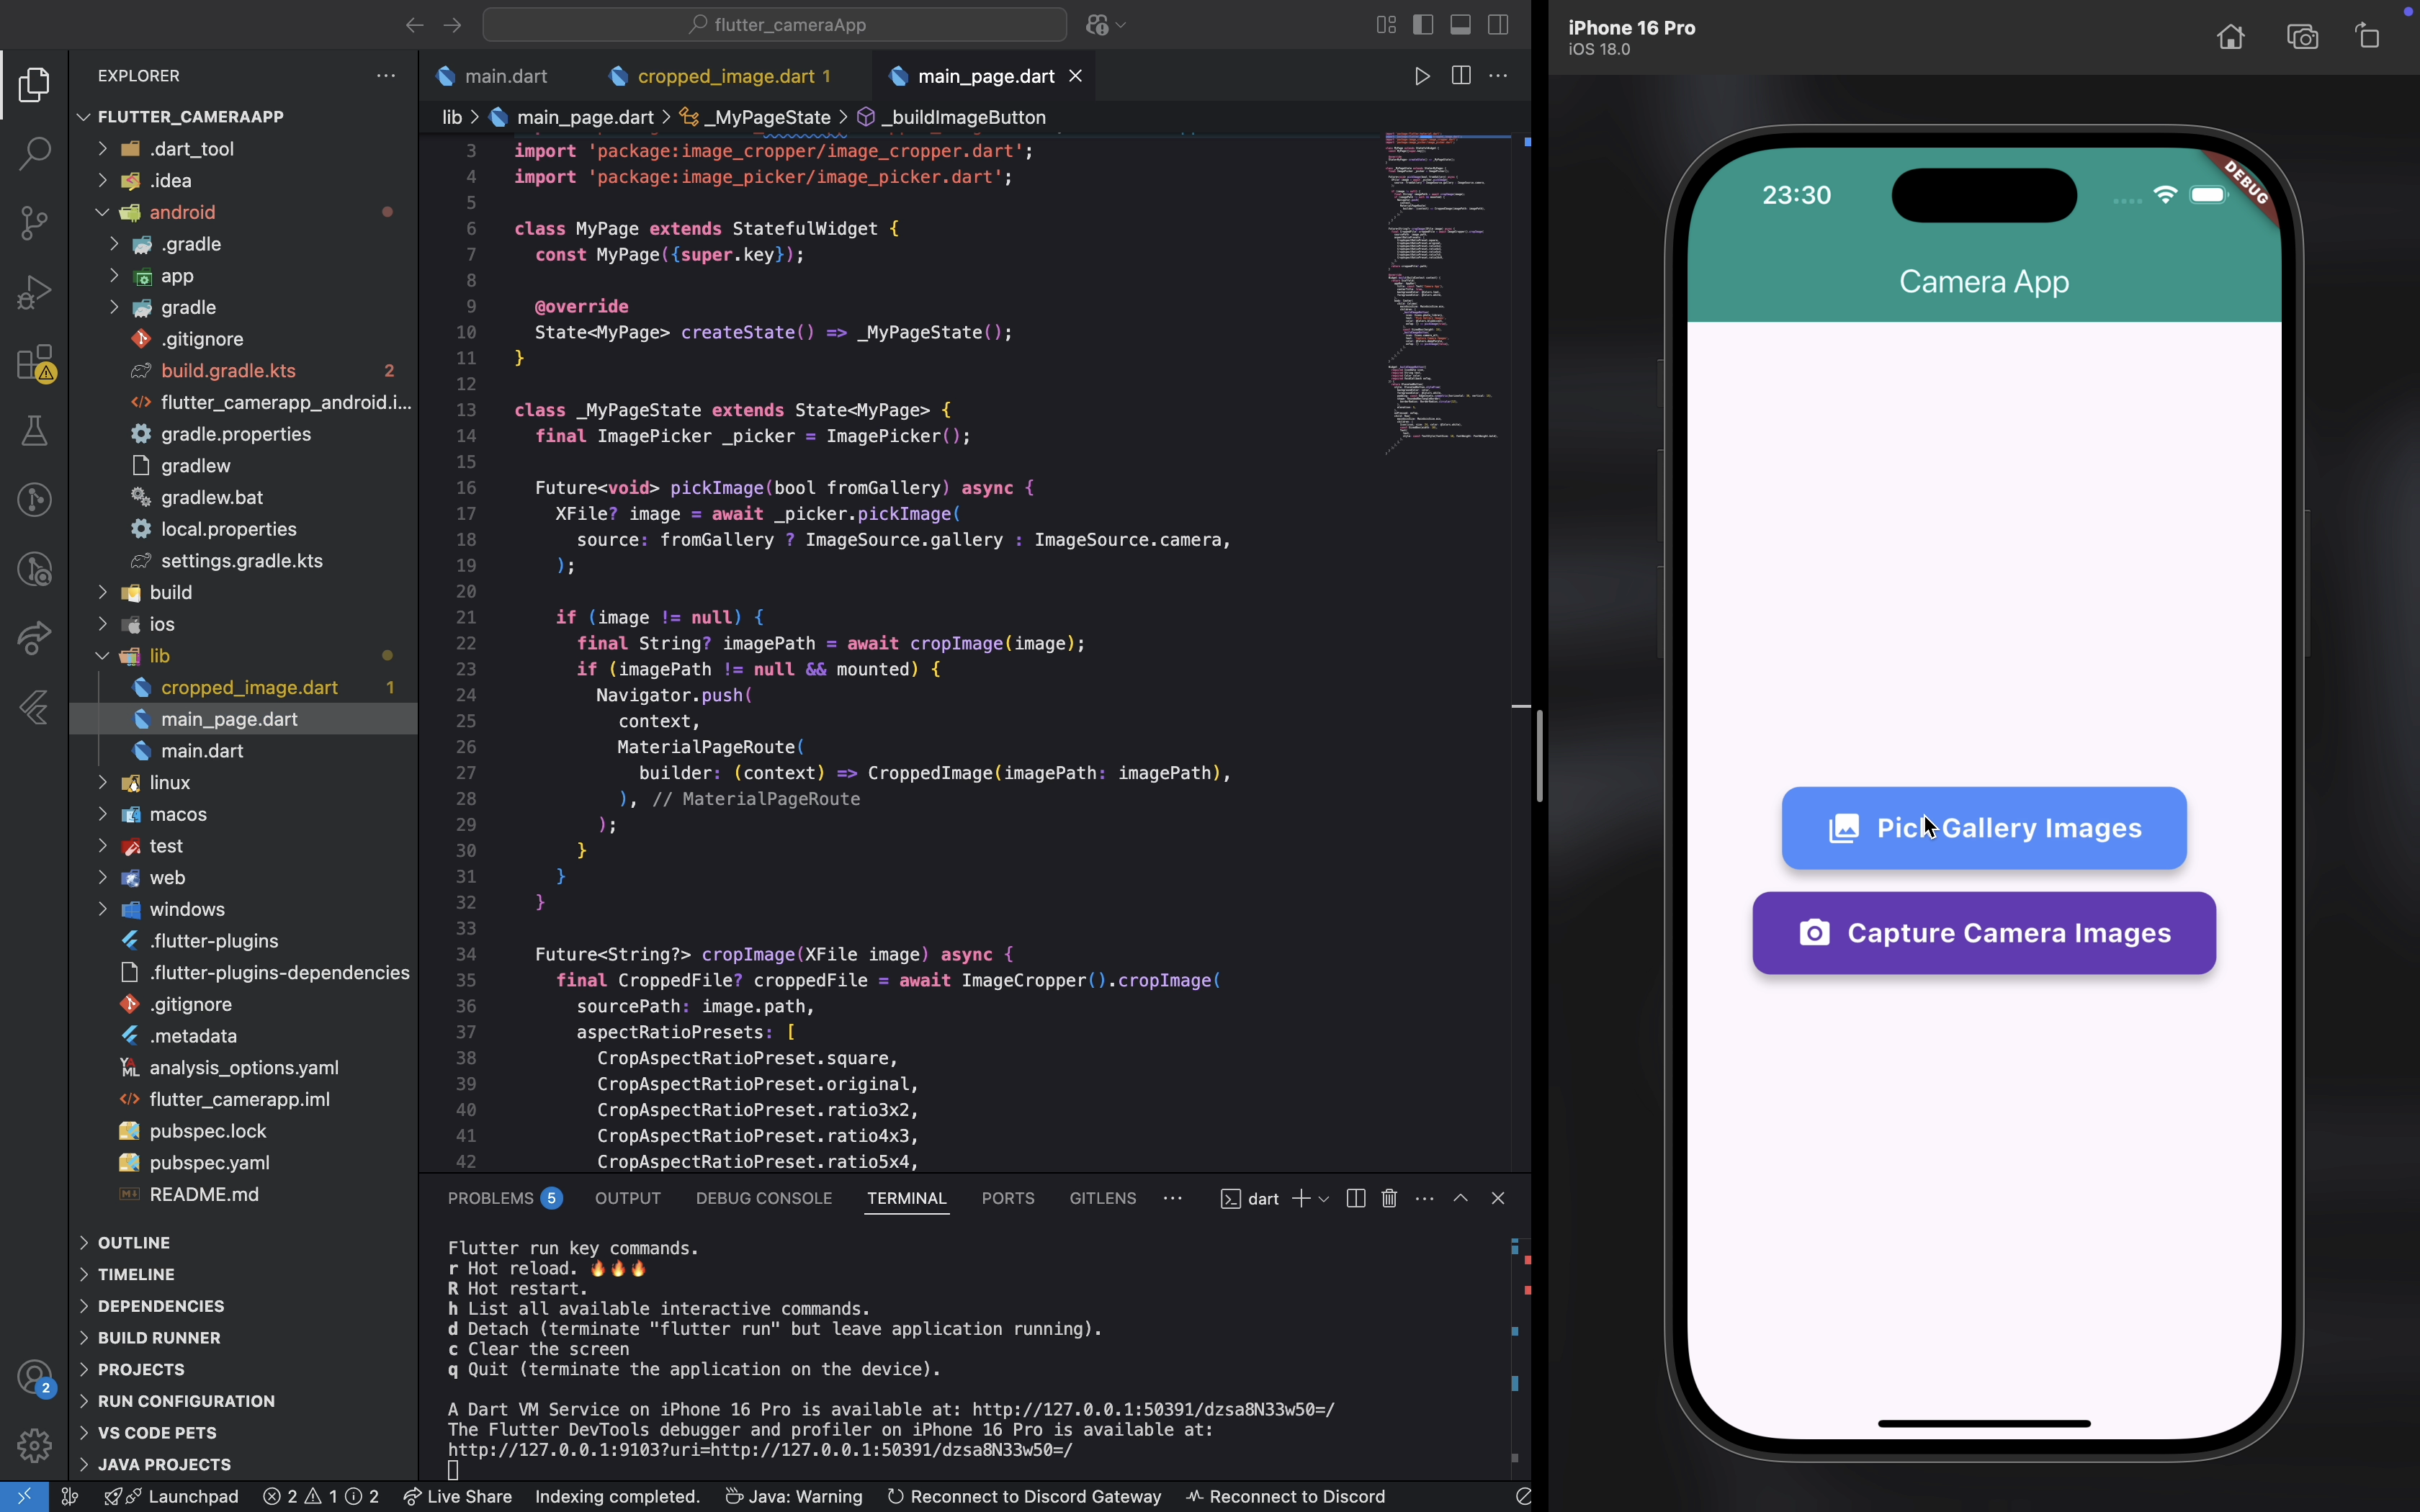 flutter_cameraApp
EXPLORER
FLUTTER_CAMERAAPP
.dart_tool
.idea
android
.gradle
app
gradle
.gitignore
build.gradle.kts 2
flutter_camerapp_android.i...
gradle.properties
gradlew
gradlew.bat
local.properties
settings.gradle.kts
build
ios
lib
cropped_image.dart 1
main_page.dart
main.dart
linux
macos
test
web
windows
.flutter-plugins
.flutter-plugins-dependencies
.gitignore
.metadata
analysis_options.yaml
flutter_camerapp.iml
pubspec.lock
pubspec.yaml
README.md
OUTLINE
TIMELINE
DEPENDENCIES
BUILD RUNNER
PROJECTS
RUN CONFIGURATION
VS CODE PETS
JAVA PROJECTS
main.dart cropped_image.dart 1 main_page.dart
lib > main_page.dart > _MyPageState > _buildImageButton
3 import 'package:image_cropper/image_cropper.dart';
4 import 'package:image_picker/image_picker.dart';
5
6 class MyPage extends StatefulWidget {
7 const MyPage({super.key});
8
9 @override
10 State<MyPage> createState() => _MyPageState();
11 }
12
13 class _MyPageState extends State<MyPage> {
14 final ImagePicker _picker = ImagePicker();
15
16 Future<void> pickImage(bool fromGallery) async {
17 XFile? image = await _picker.pickImage(
18 source: fromGallery ? ImageSource.gallery : ImageSource.camera,
19 );
20
21 if (image != null) {
22 final String? imagePath = await cropImage(image);
23 if (imagePath != null && mounted) {
24 Navigator.push(
25 context,
26 MaterialPageRoute(
27 builder: (context) => CroppedImage(imagePath: imagePath),
28 ), // MaterialPageRoute
29 );
30 }
31 }
32 }
33
34 Future<String?> cropImage(XFile image) async {
35 final CroppedFile? croppedFile = await ImageCropper().cropImage(
36 sourcePath: image.path,
37 aspectRatioPresets: [
38 CropAspectRatioPreset.square,
39 CropAspectRatioPreset.original,
40 CropAspectRatioPreset.ratio3x2,
41 CropAspectRatioPreset.ratio4x3,
42 CropAspectRatioPreset.ratio5x4,
PROBLEMS 5 OUTPUT DEBUG CONSOLE TERMINAL PORTS GITLENS dart
Flutter run key commands.
r Hot reload. 🔥🔥🔥
R Hot restart.
h List all available interactive commands.
d Detach (terminate "flutter run" but leave application running).
c Clear the screen
q Quit (terminate the application on the device).
A Dart VM Service on iPhone 16 Pro is available at: http://127.0.0.1:50391/dzsa8N33w50=/
The Flutter DevTools debugger and profiler on iPhone 16 Pro is available at:
http://127.0.0.1:9103?uri=http://127.0.0.1:50391/dzsa8N33w50=/
2
Launchpad 2 1 2 Live Share Indexing completed. Java: Warning Reconnect to Discord Gateway Reconnect to Discord
iPhone 16 Pro
iOS 18.0
23:30
DEBUG
Camera App
Pick Gallery Images
Capture Camera Images